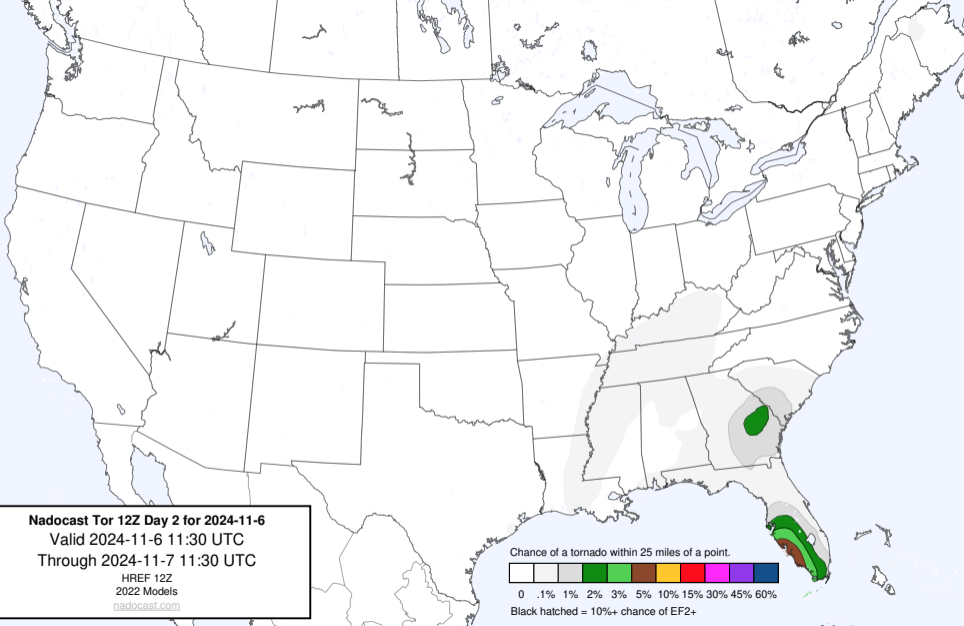 Nadocast Tor 12Z Day 2 for 2024-11-6
Valid 2024-11-6 11:30 UTC
Through 2024-11-7 11:30 UTC
HREF 12Z
2022 Models
nadocast.com
Chance of a tornado within 25 miles of a point.
0 .1% 1% 2% 3% 5% 10% 15% 30% 45% 60%
Black hatched = 10%+ chance of EF2+